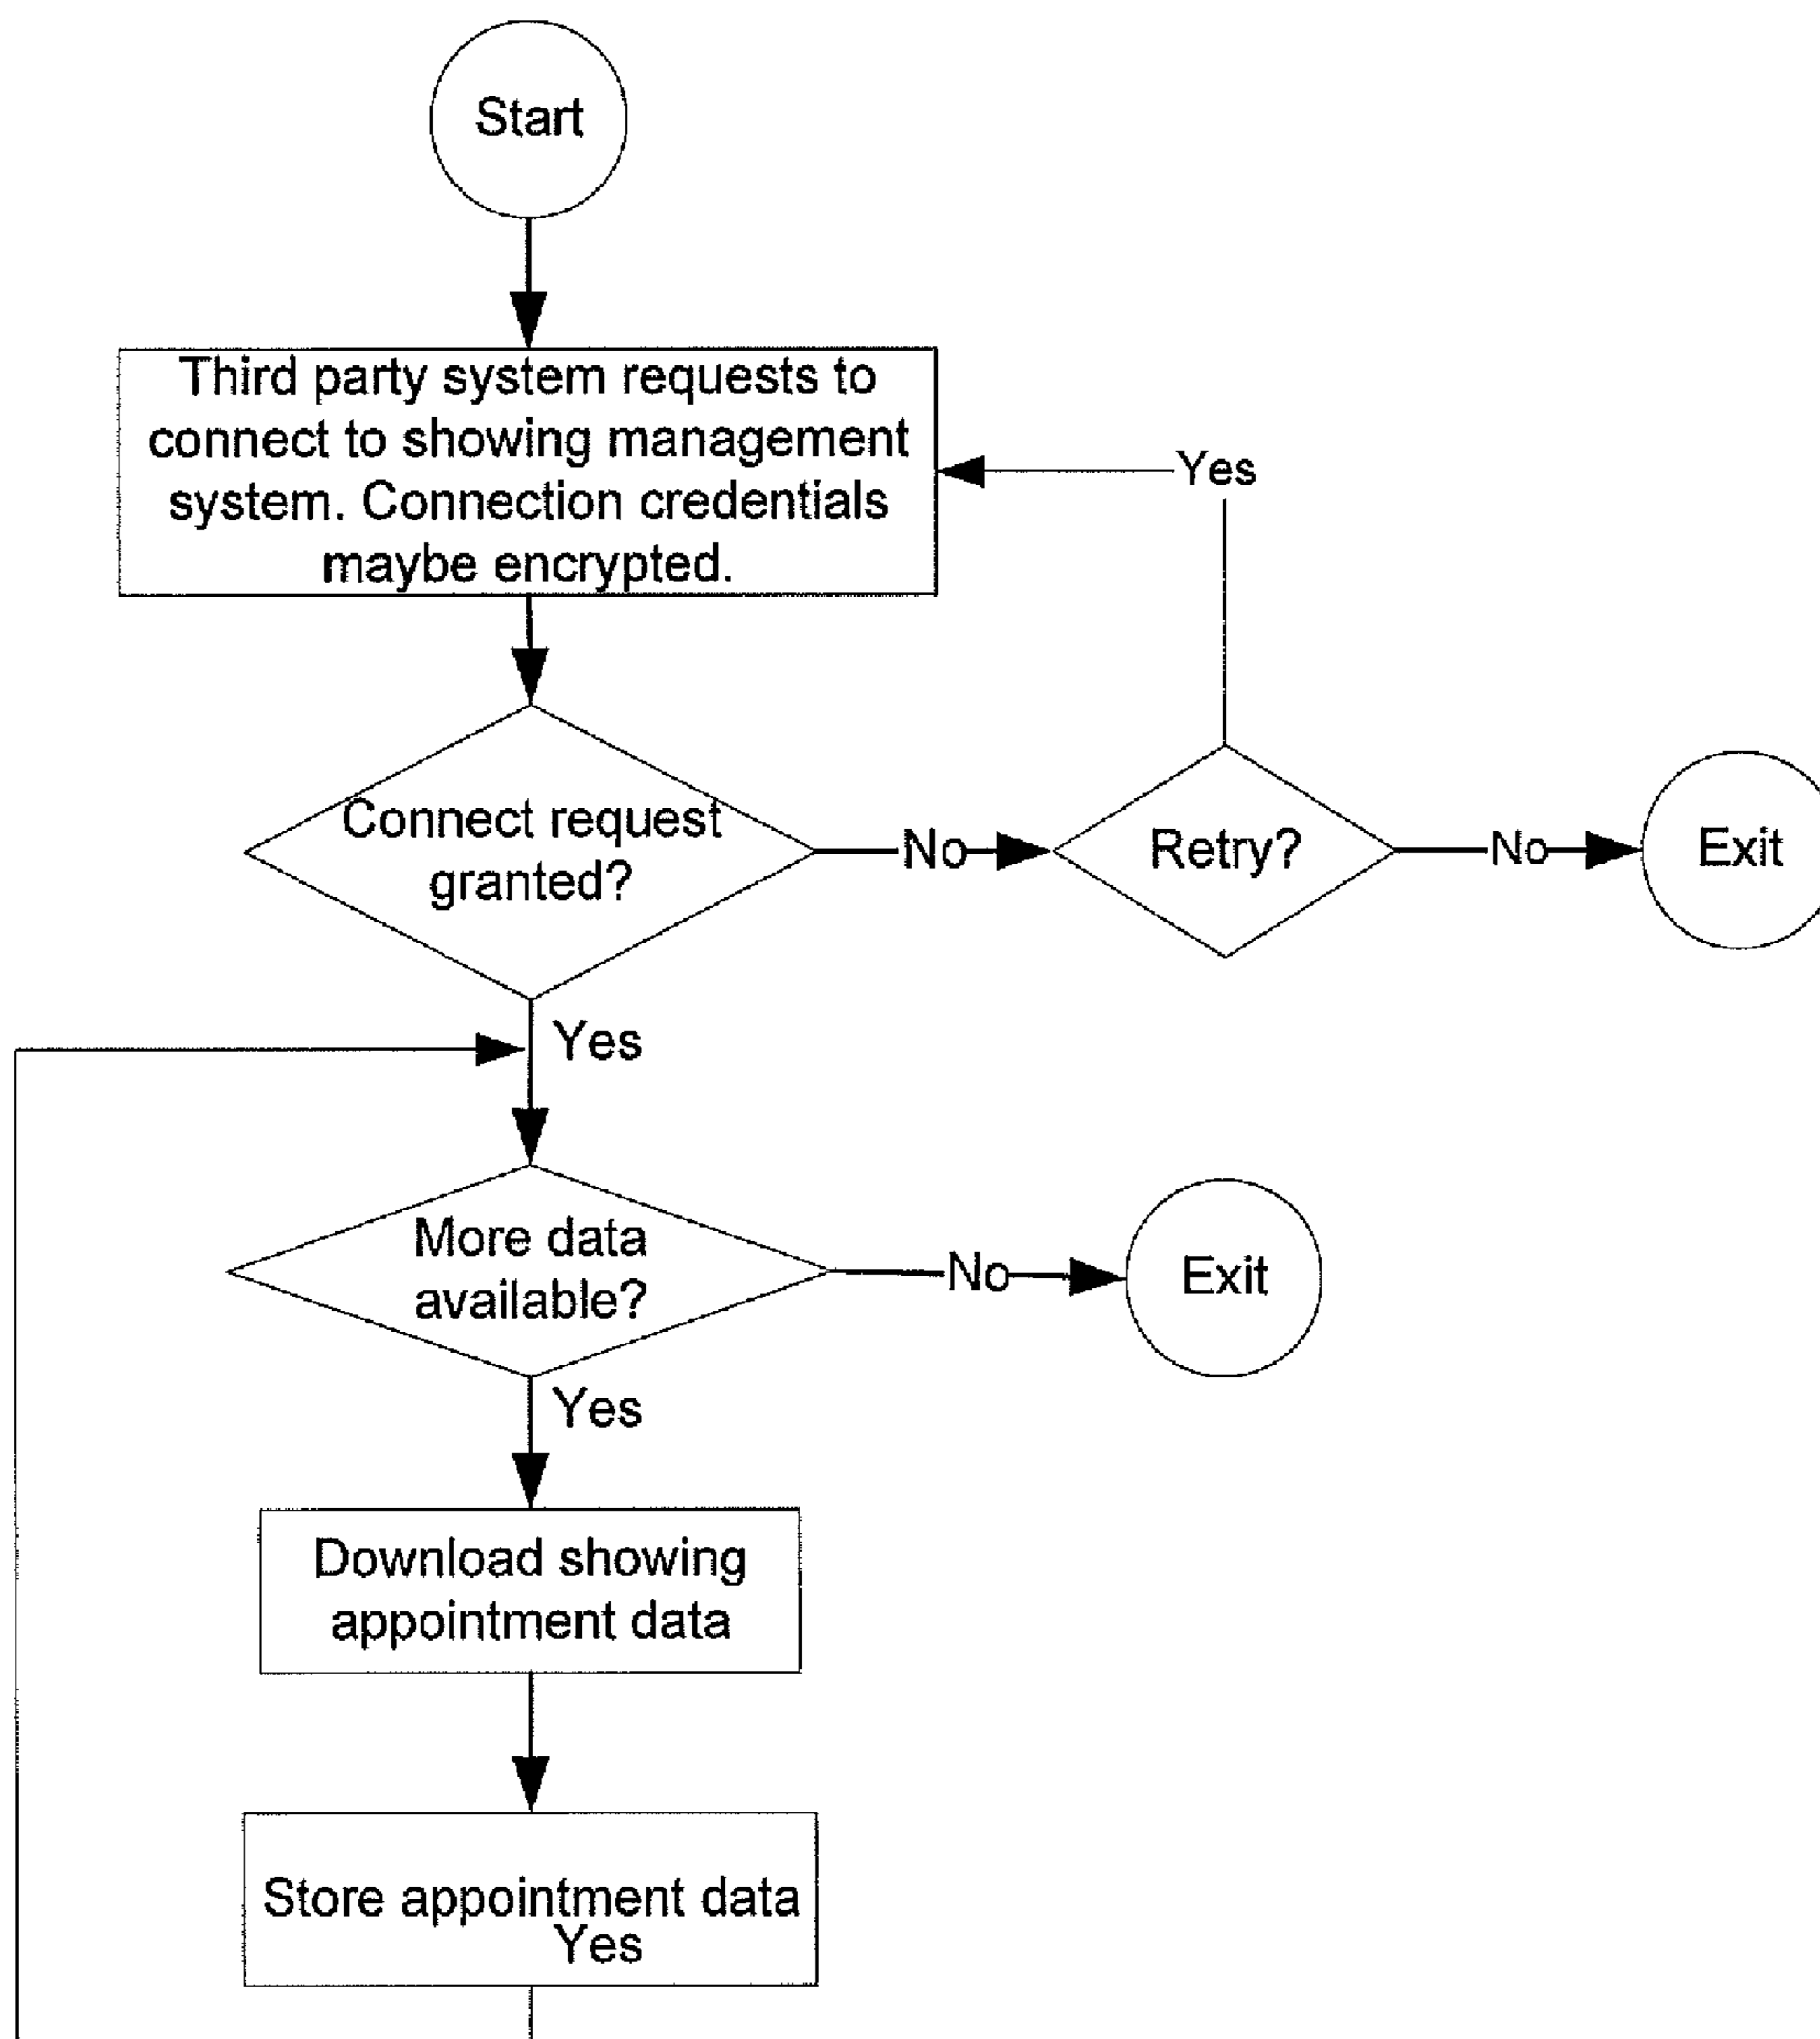 Start
Third party system requests to
connect to showing management
system. Connection credentials
maybe encrypted.
Yes
Connect request
granted?
No
Retry?
No
Exit
Yes
More data
available?
No
Exit
Yes
Download showing
appointment data
Store appointment data
Yes